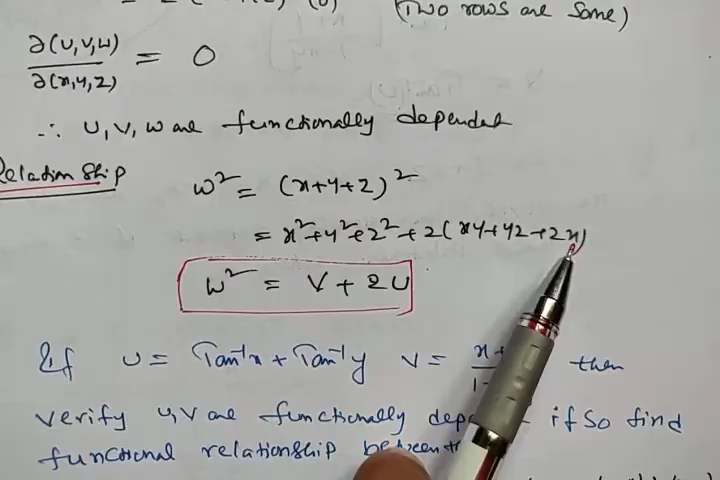 (Two rows are same)
∂(u,v,w)/∂(x,y,z) = 0
∴ u, v, w are functionally dependent
Relationship
w² = (x+y+z)²
= x²+y²+z²+2(xy+yz+zx)
w² = v + 2u
If u = Tan⁻¹x + Tan⁻¹y v = then
verify u,v are functionally if so find
functional relationship between